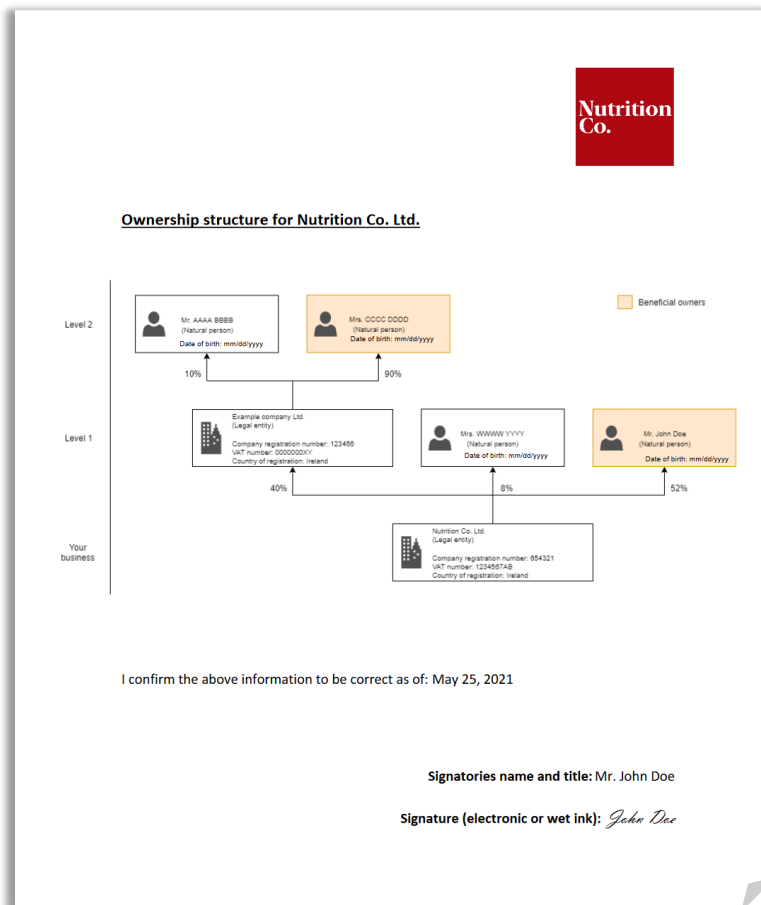 Nutrition
Co.
Ownership structure for Nutrition Co. Ltd.
Level 2
Mr. AAAA BBBB
(Natural person)
Date of birth: mm/dd/yyyy
Mrs. CCCC DDDD
(Natural person)
Date of birth: mm/dd/yyyy
Beneficial owners
10%
90%
Level 1
Example company Ltd.
(Legal entity)
Company registration number: 123456
VAT number: 0000000XY
Country of registration: Ireland
Mrs. WWWW YYYY
(Natural person)
Date of birth: mm/dd/yyyy
Mr. John Doe
(Natural person)
Date of birth: mm/dd/yyyy
40%
8%
52%
Your
business
Nutrition Co. Ltd.
(Legal entity)
Company registration number: 654321
VAT number: 1234567AB
Country of registration: Ireland
I confirm the above information to be correct as of: May 25, 2021
Signatories name and title: Mr. John Doe
Signature (electronic or wet ink): John Doe